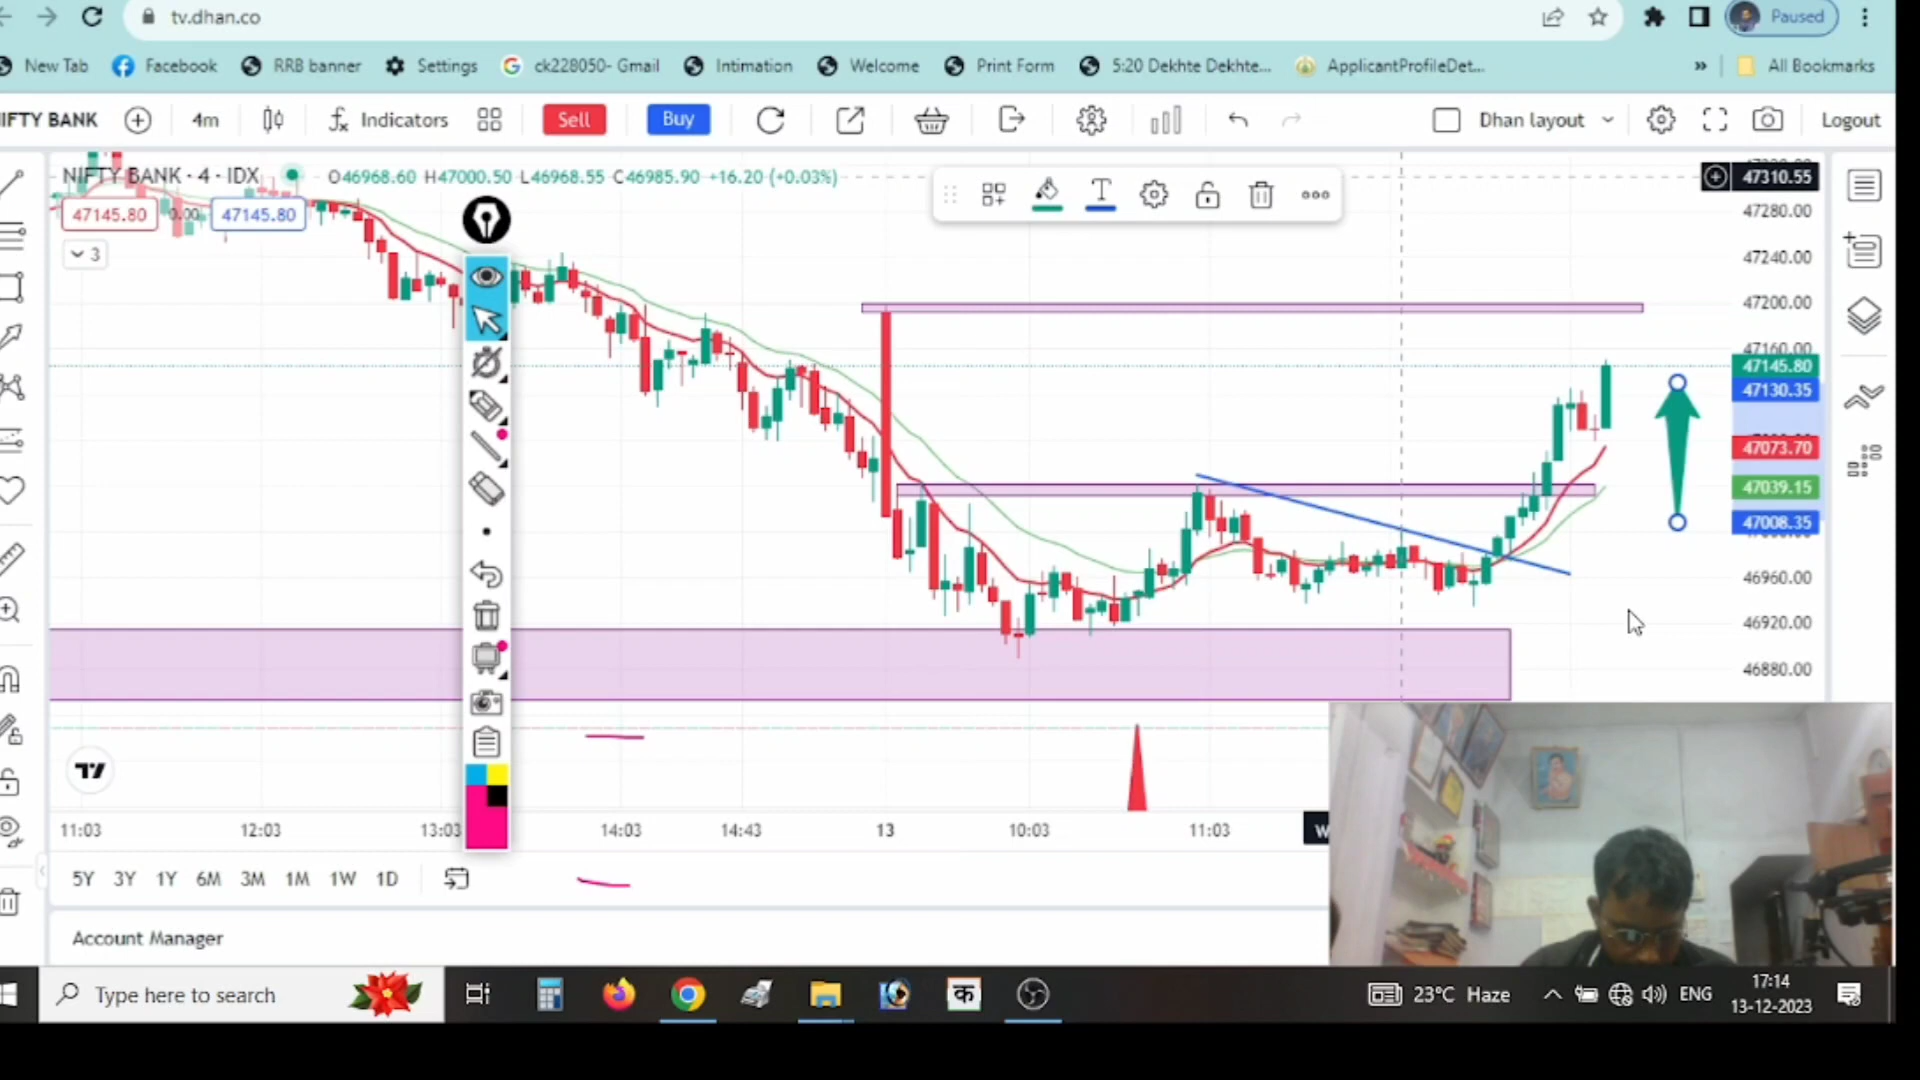 tv.dhan.co
Paused
New Tab
Facebook
RRB banner
Settings
ck228050- Gmail
Intimation
Welcome
Print Form
5:20 Dekhte Dekhte...
ApplicantProfileDet...
»
All Bookmarks
IFTY BANK
4m
Indicators
Sell
Buy
Dhan layout
Logout
NIFTY BANK · 4 · IDX
O46968.60 H47000.50 L46968.55 C46985.90 +16.20 (+0.03%)
47145.80
0.00
47145.80
3
47310.55
47280.00
47240.00
47200.00
47160.00
47145.80
47130.35
47073.70
47039.15
47008.35
46960.00
46920.00
46880.00
11:03
12:03
13:03
14:03
14:43
13
10:03
11:03
W
5Y
3Y
1Y
6M
3M
1M
1W
1D
Account Manager
Type here to search
क
23°C Haze
ENG
17:14
13-12-2023